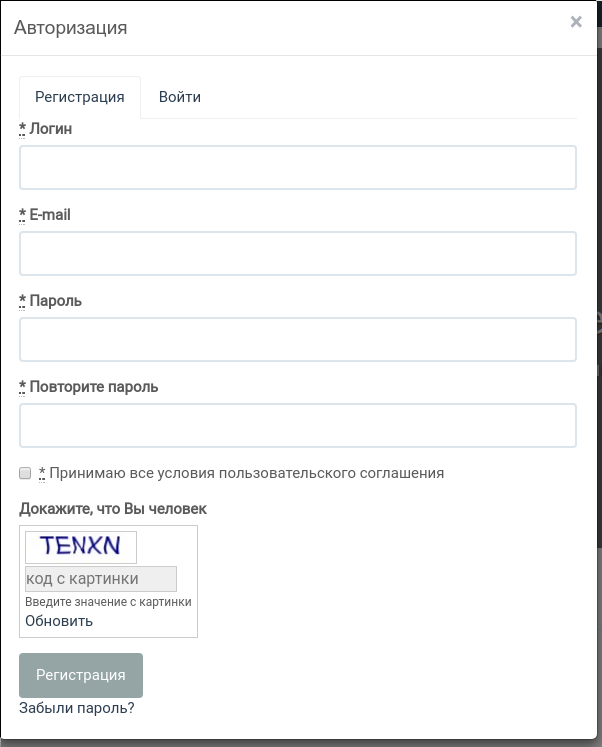 Авторизация ×
Регистрация Войти
* Логин
* E-mail
* Пароль
* Повторите пароль
* Принимаю все условия пользовательского соглашения
Докажите, что Вы человек
TENXN
код с картинки
Введите значение с картинки
Обновить
Регистрация
Забыли пароль?